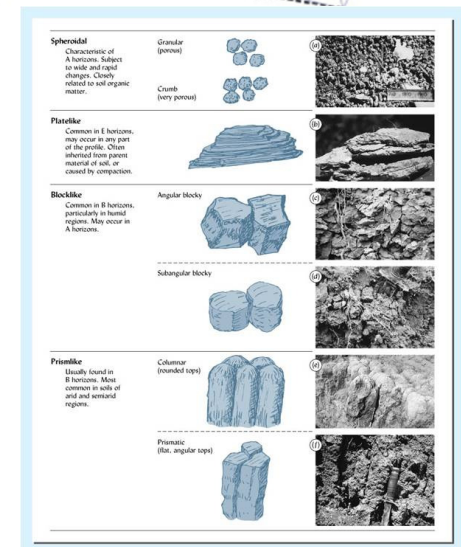 Spheroidal
Characteristic of
A horizons. Subject
to wide and rapid
changes. Closely
related to soil organic
matter.
Granular
(porous)
Crumb
(very porous)
(a)
Platelike
Common in E horizons,
may occur in any part
of the profile. Often
inherited from parent
material of soil, or
caused by compaction.
(b)
Blocklike
Common in B horizons,
particularly in humid
regions. May occur in
A horizons.
Angular blocky
(c)
Subangular blocky
(d)
Prismlike
Usually found in
B horizons. Most
common in soils of
arid and semiarid
regions.
Columnar
(rounded tops)
(e)
Prismatic
(flat, angular tops)
(f)